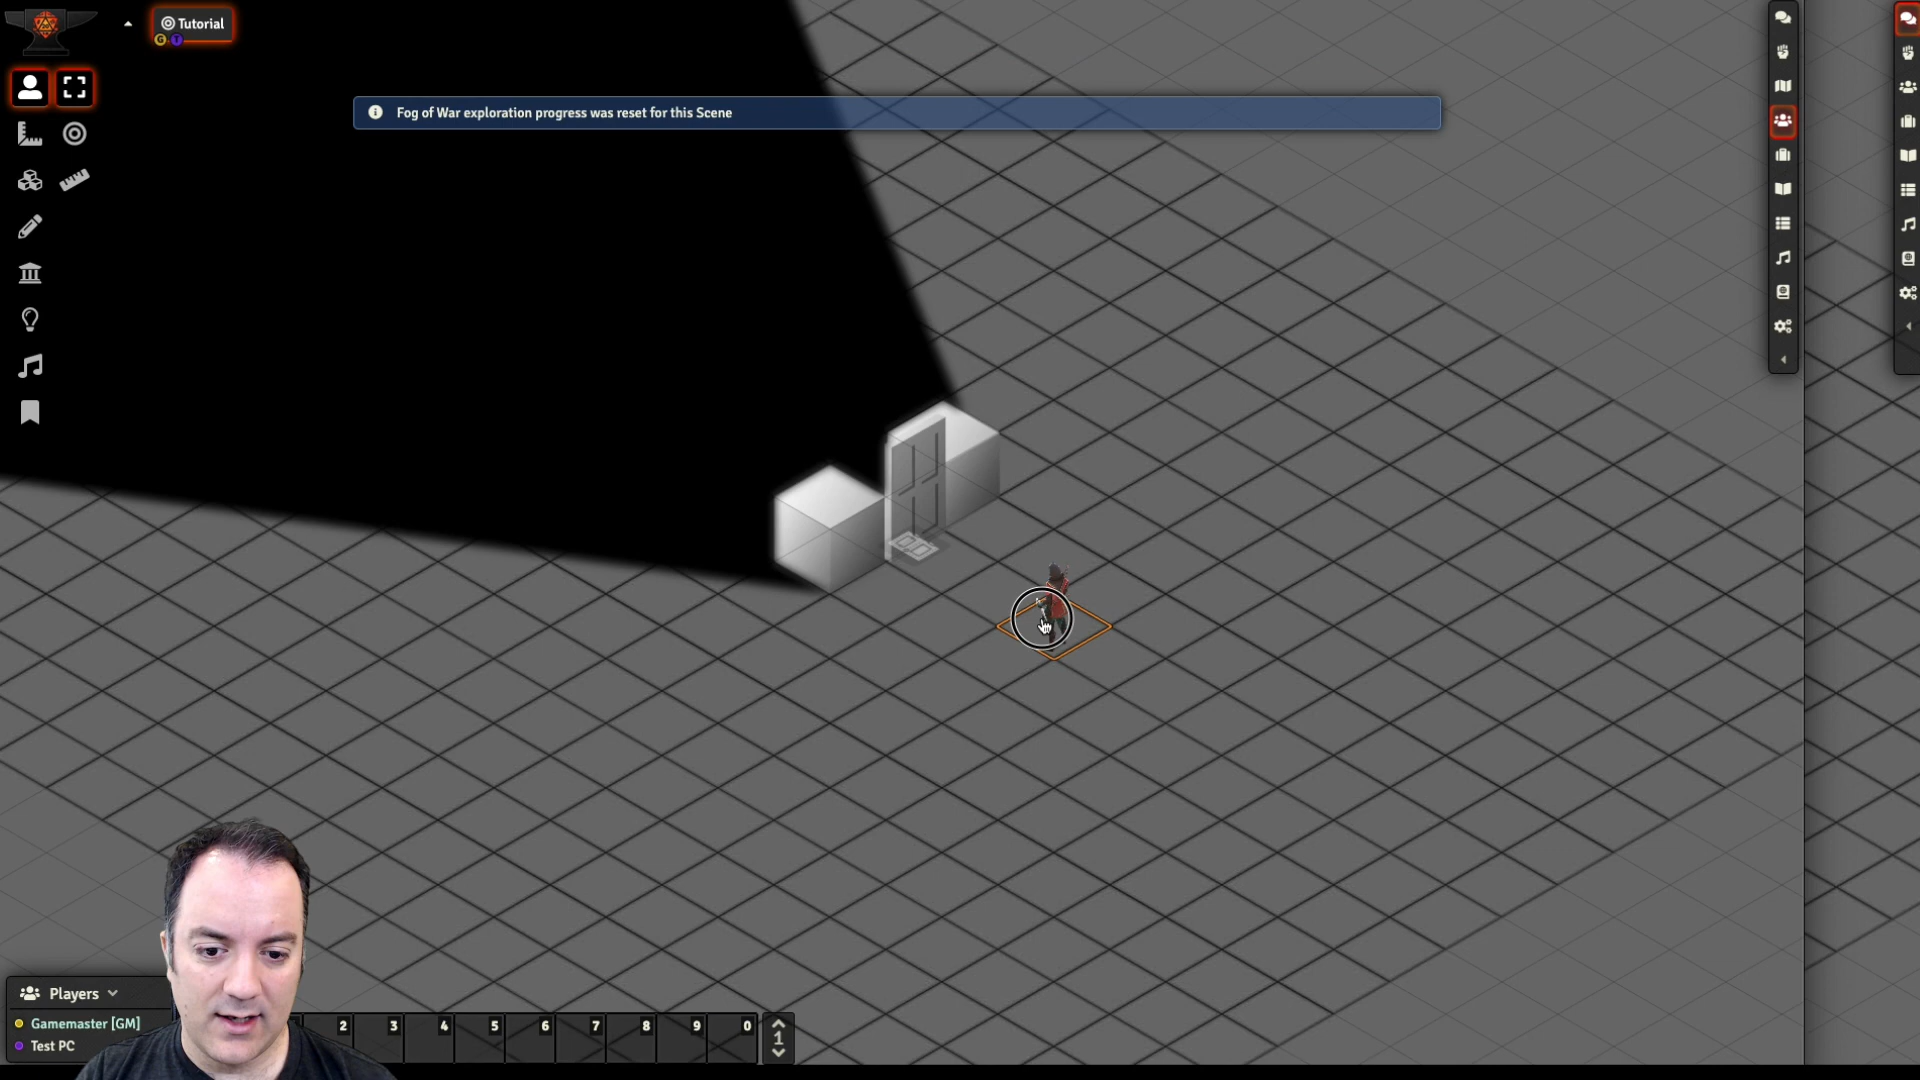 Tutorial
G T
Fog of War exploration progress was reset for this Scene
Players
Gamemaster [GM]
Test PC
2 3 4 5 6 7 8 9 0
1